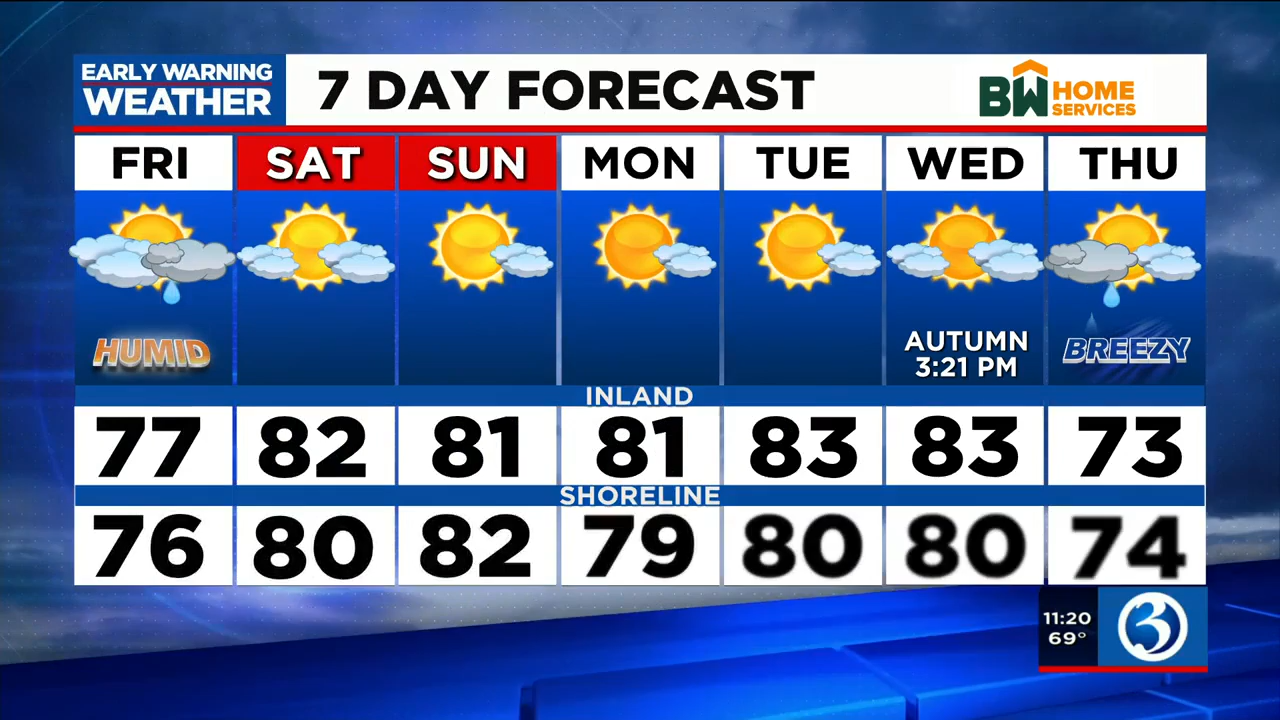 EARLY WARNING
WEATHER
7 DAY FORECAST
BW HOME
SERVICES
FRI SAT SUN MON TUE WED THU
HUMID
AUTUMN
3:21 PM
BREEZY
INLAND
77 82 81 81 83 83 73
SHORELINE
76 80 82 79 80 80 74
11:20
69°
3